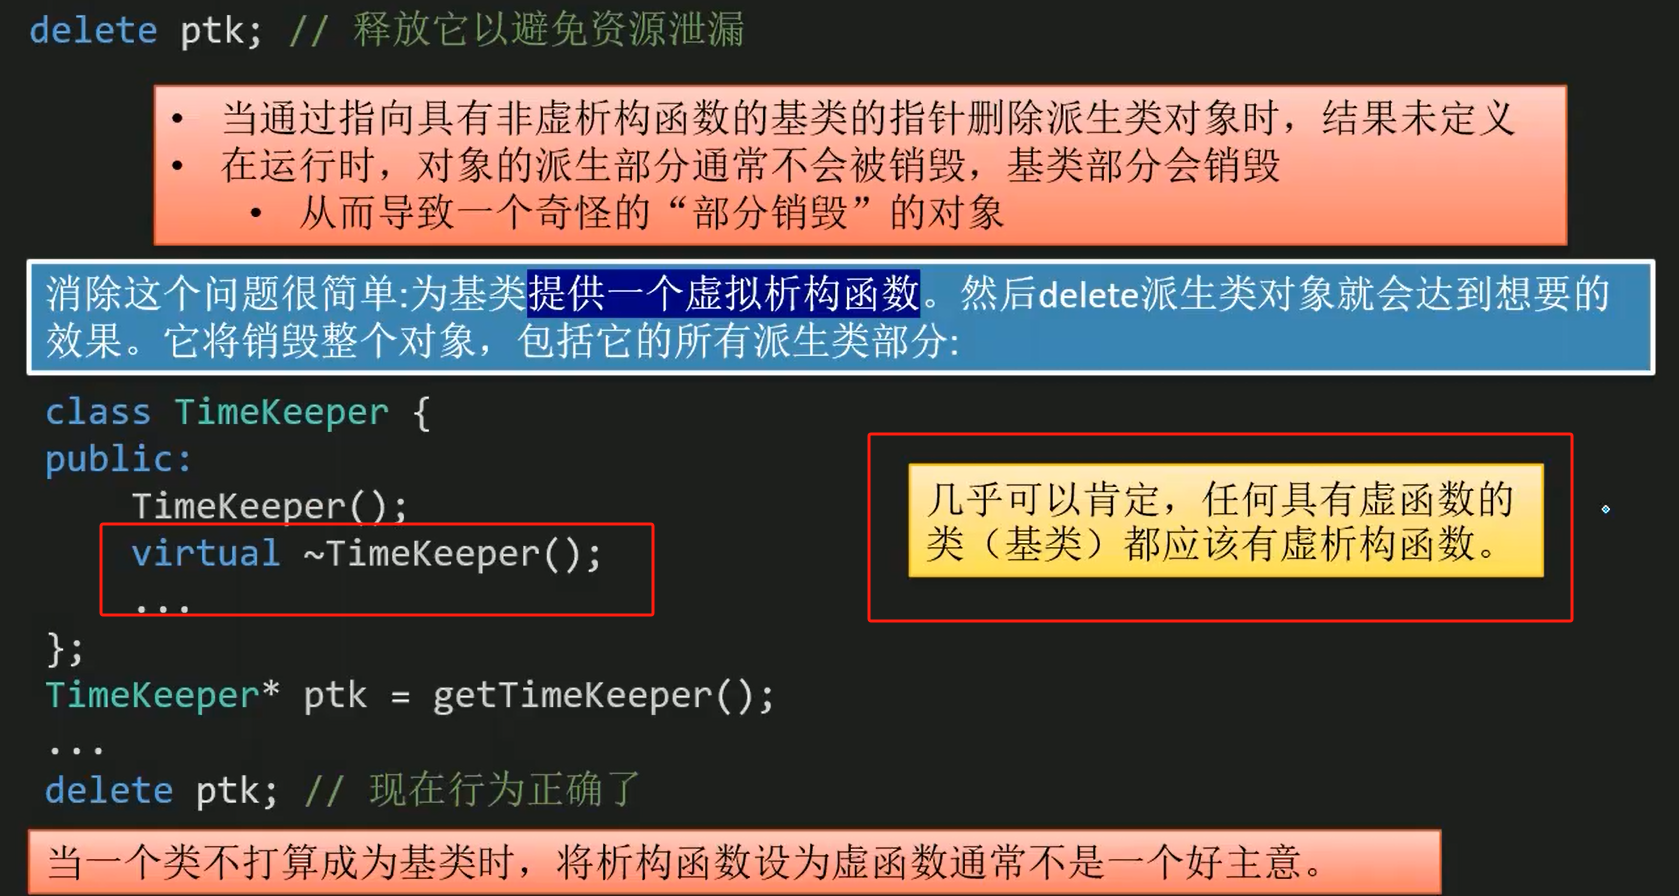 delete ptk; // 释放它以避免资源泄漏
• 当通过指向具有非虚析构函数的基类的指针删除派生类对象时，结果未定义
• 在运行时，对象的派生部分通常不会被销毁，基类部分会销毁
• 从而导致一个奇怪的“部分销毁”的对象
消除这个问题很简单:为基类提供一个虚拟析构函数。然后delete派生类对象就会达到想要的
效果。它将销毁整个对象，包括它的所有派生类部分:
class TimeKeeper {
public:
TimeKeeper();
virtual ~TimeKeeper();
...
};
几乎可以肯定，任何具有虚函数的
类（基类）都应该有虚析构函数。
TimeKeeper* ptk = getTimeKeeper();
...
delete ptk; // 现在行为正确了
当一个类不打算成为基类时，将析构函数设为虚函数通常不是一个好主意。